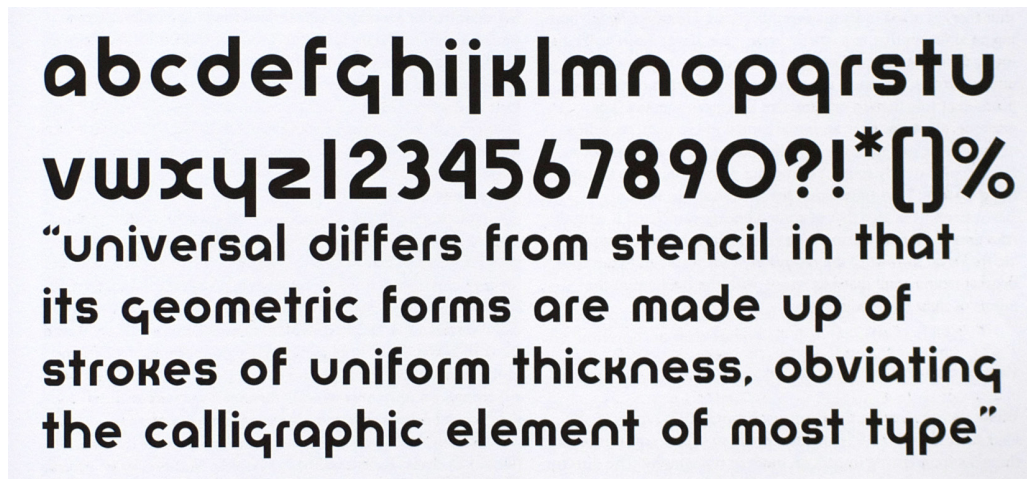 abcdefghijklmnopqrstu
vwxyz1234567890?!*()%
“universal differs from stencil in that
its geometric forms are made up of
strokes of uniform thickness, obviating
the calligraphic element of most type”